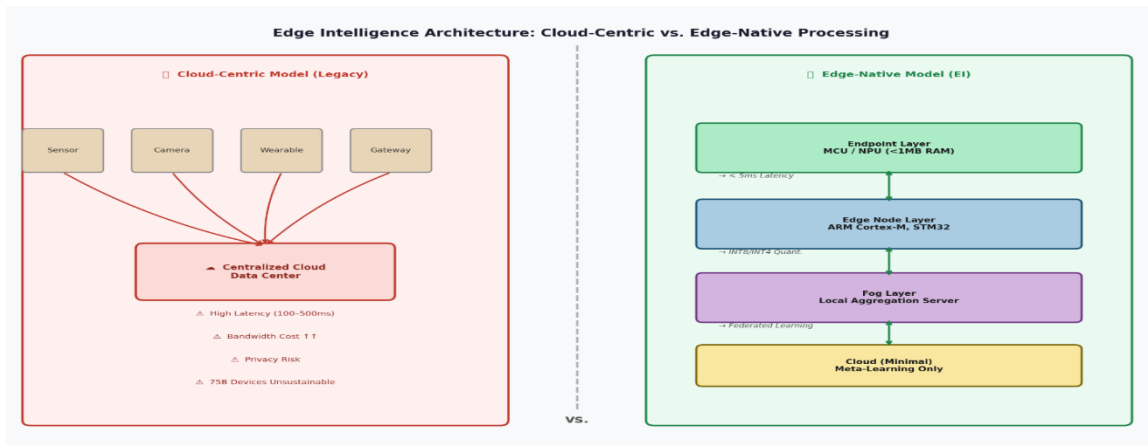 Edge Intelligence Architecture: Cloud-Centric vs. Edge-Native Processing
Cloud-Centric Model (Legacy)
Sensor
Camera
Wearable
Gateway
☁ Centralized Cloud
Data Center
⚠ High Latency (100–500ms)
⚠ Bandwidth Cost ↑↑
⚠ Privacy Risk
⚠ 75B Devices Unsustainable
vs.
Edge-Native Model (EI)
Endpoint Layer
MCU / NPU (<1MB RAM)
→ < 5ms Latency
Edge Node Layer
ARM Cortex-M, STM32
→ INT8/INT4 Quant.
Fog Layer
Local Aggregation Server
→ Federated Learning
Cloud (Minimal)
Meta-Learning Only